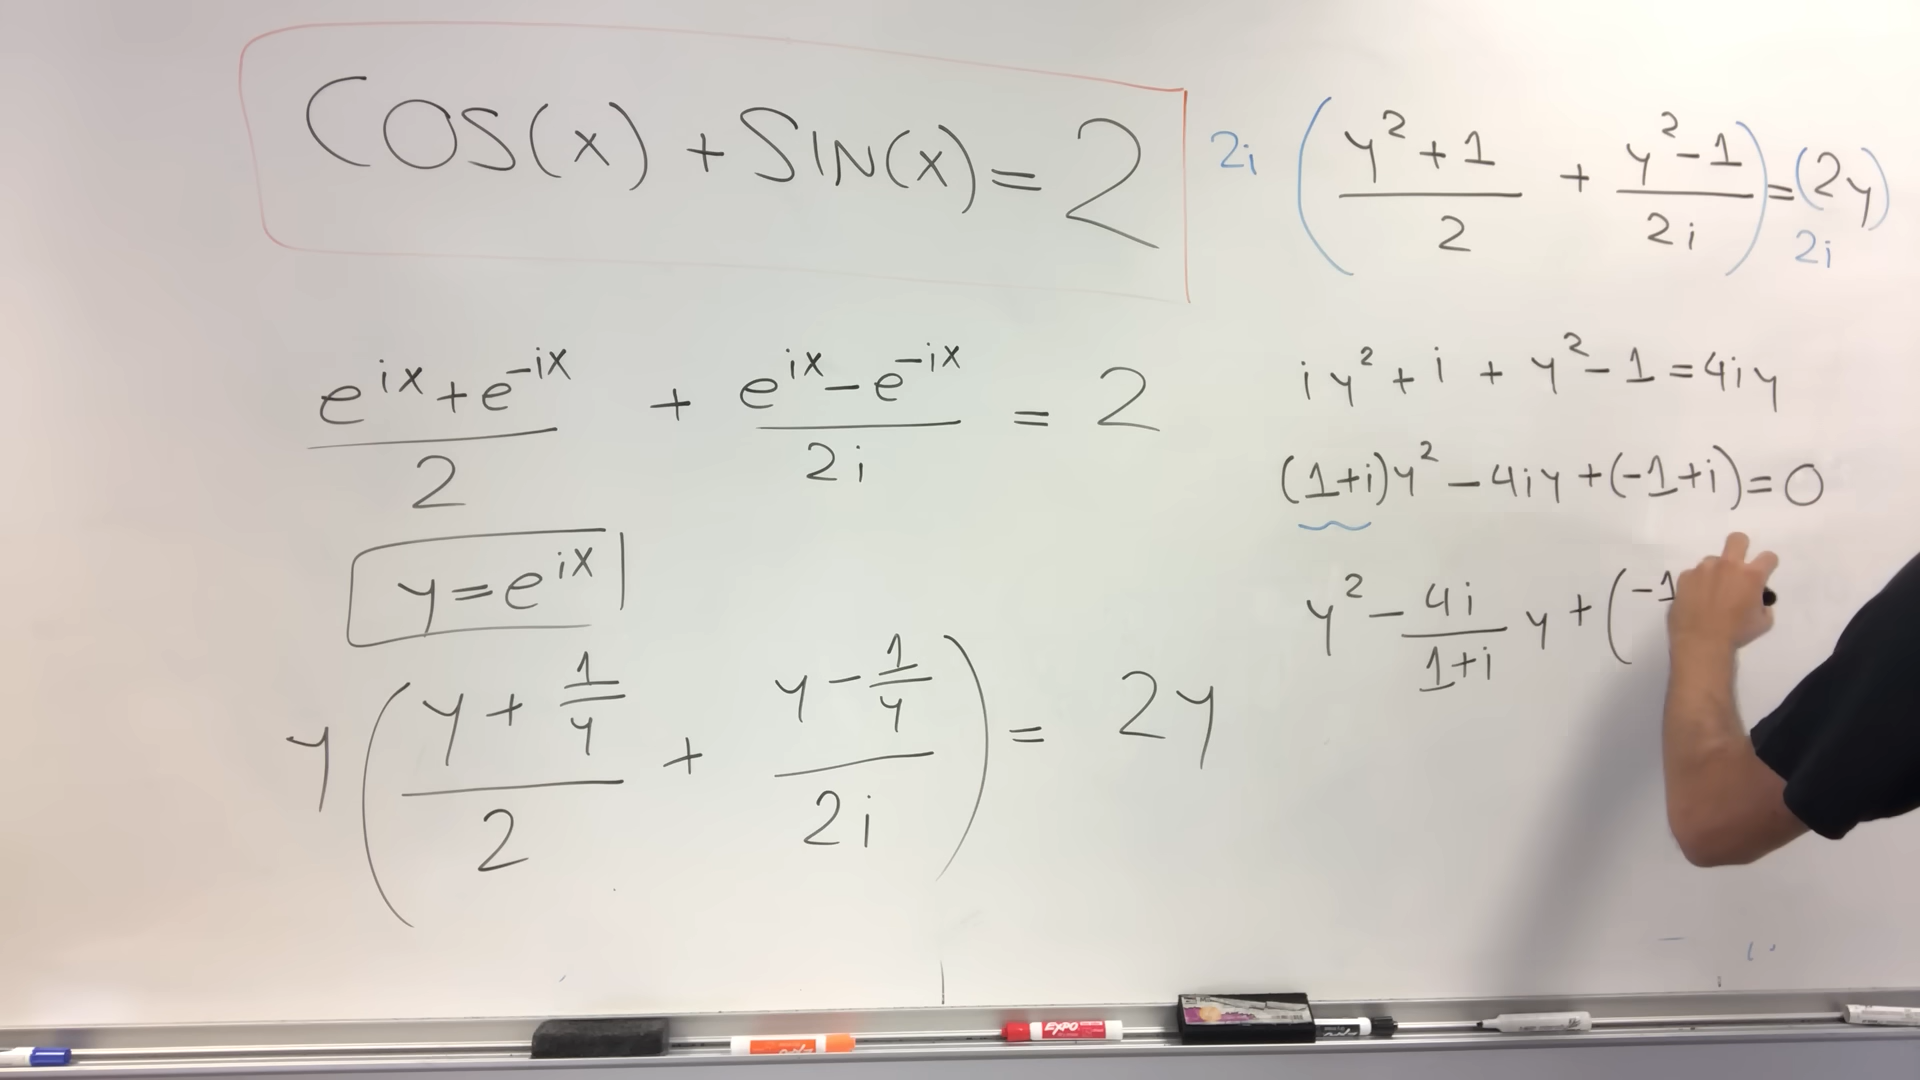 COS(x) + SIN(x) = 2
(e^{ix} + e^{-ix})/2 + (e^{ix} - e^{-ix})/2i = 2
y = e^{ix}
y((y + 1/y)/2 + (y - 1/y)/2i) = 2y
2i((y² + 1)/2 + (y² - 1)/2i) = (2y)2i
iy² + i + y² - 1 = 4iy
(1+i)y² - 4iy + (-1+i) = 0
y² - 4i/(1+i) y + (-1
EXPO